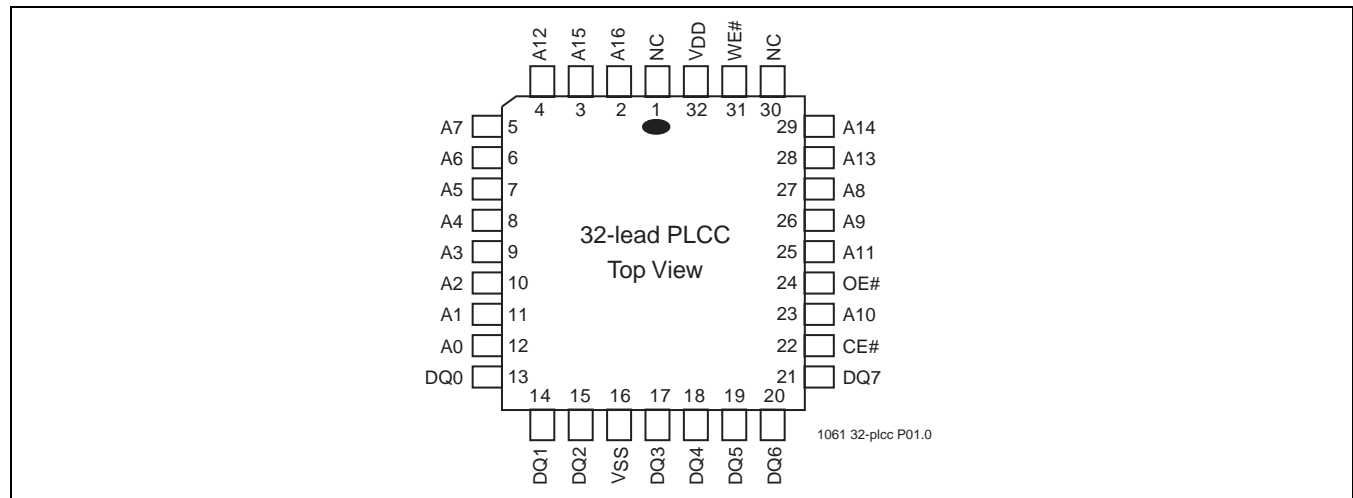 A12 A15 A16 NC VDD WE# NC
4 3 2 1 32 31 30
A7 5 29 A14
A6 6 28 A13
A5 7 27 A8
A4 8 26 A9
A3 9 25 A11
32-lead PLCC
Top View
A2 10 24 OE#
A1 11 23 A10
A0 12 22 CE#
DQ0 13 21 DQ7
14 15 16 17 18 19 20
DQ1 DQ2 VSS DQ3 DQ4 DQ5 DQ6
1061 32-plcc P01.0